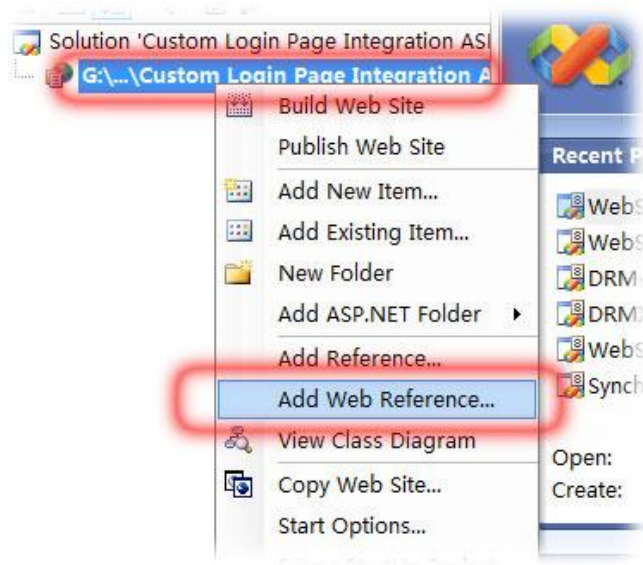 Solution 'Custom Login Page Integration ASI
G:\...\Custom Login Page Integration A
Build Web Site
Publish Web Site
Recent P
Add New Item...
WebS
Add Existing Item...
WebS
New Folder
DRM
Add ASP.NET Folder
DRMX
Add Reference...
WebS
Add Web Reference...
Synch
View Class Diagram
Open:
Copy Web Site...
Create:
Start Options...